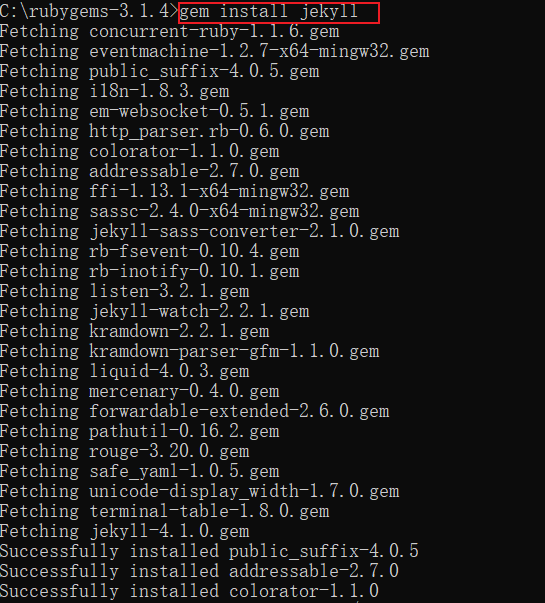 C:\rubygems-3.1.4>gem install jekyll
Fetching concurrent-ruby-1.1.6.gem
Fetching eventmachine-1.2.7-x64-mingw32.gem
Fetching public_suffix-4.0.5.gem
Fetching i18n-1.8.3.gem
Fetching em-websocket-0.5.1.gem
Fetching http_parser.rb-0.6.0.gem
Fetching colorator-1.1.0.gem
Fetching addressable-2.7.0.gem
Fetching ffi-1.13.1-x64-mingw32.gem
Fetching sassc-2.4.0-x64-mingw32.gem
Fetching jekyll-sass-converter-2.1.0.gem
Fetching rb-fsevent-0.10.4.gem
Fetching rb-inotify-0.10.1.gem
Fetching listen-3.2.1.gem
Fetching jekyll-watch-2.2.1.gem
Fetching kramdown-2.2.1.gem
Fetching kramdown-parser-gfm-1.1.0.gem
Fetching liquid-4.0.3.gem
Fetching mercenary-0.4.0.gem
Fetching forwardable-extended-2.6.0.gem
Fetching pathutil-0.16.2.gem
Fetching rouge-3.20.0.gem
Fetching safe_yaml-1.0.5.gem
Fetching unicode-display_width-1.7.0.gem
Fetching terminal-table-1.8.0.gem
Fetching jekyll-4.1.0.gem
Successfully installed public_suffix-4.0.5
Successfully installed addressable-2.7.0
Successfully installed colorator-1.1.0